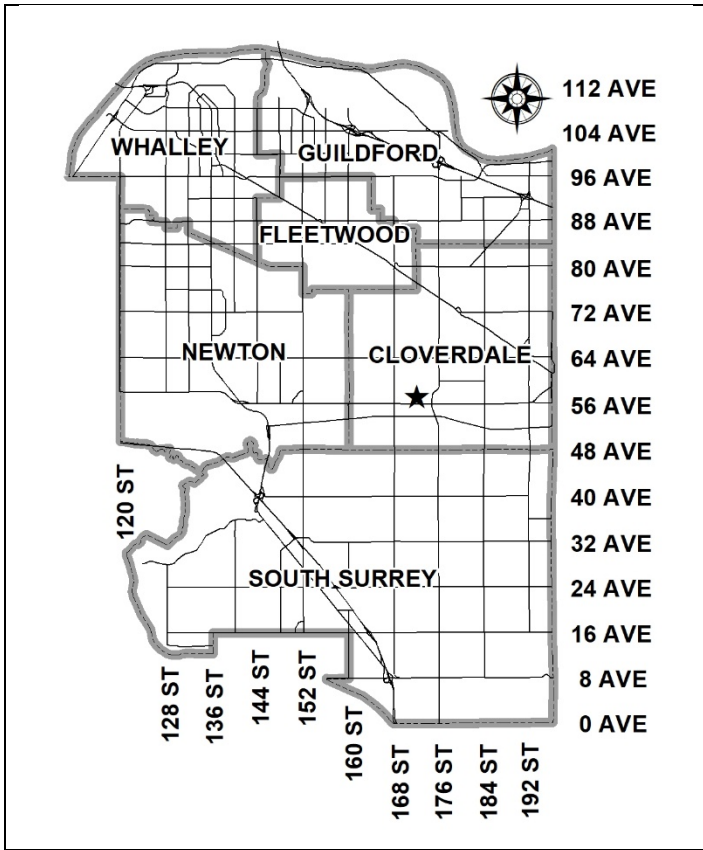 112 AVE
104 AVE
WHALLEY
GUILDFORD
96 AVE
88 AVE
FLEETWOOD
80 AVE
72 AVE
NEWTON
CLOVERDALE
64 AVE
56 AVE
48 AVE
120 ST
40 AVE
32 AVE
SOUTH SURREY
24 AVE
16 AVE
8 AVE
0 AVE
128 ST
136 ST
144 ST
152 ST
160 ST
168 ST
176 ST
184 ST
192 ST